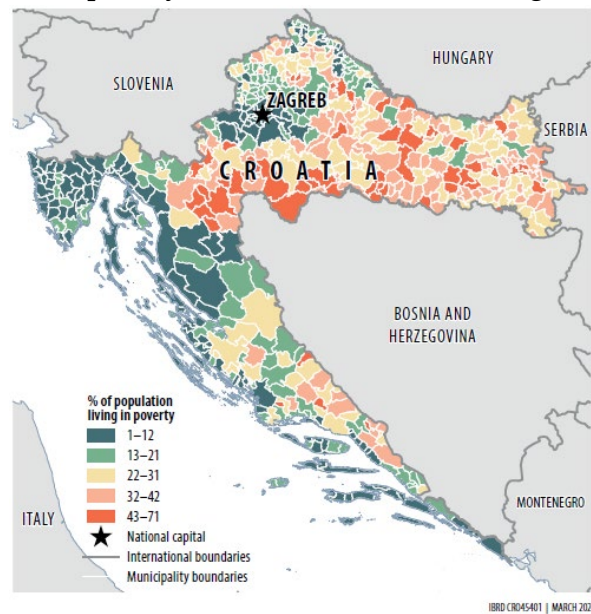 HUNGARY
SLOVENIA
ZAGREB
SERBIA
CROATIA
BOSNIA AND
HERZEGOVINA
% of population
living in poverty
1–12
13–21
22–31
32–42
43–71
National capital
International boundaries
Municipality boundaries
ITALY
MONTENEGRO
IBRD CRO45401 | MARCH 202